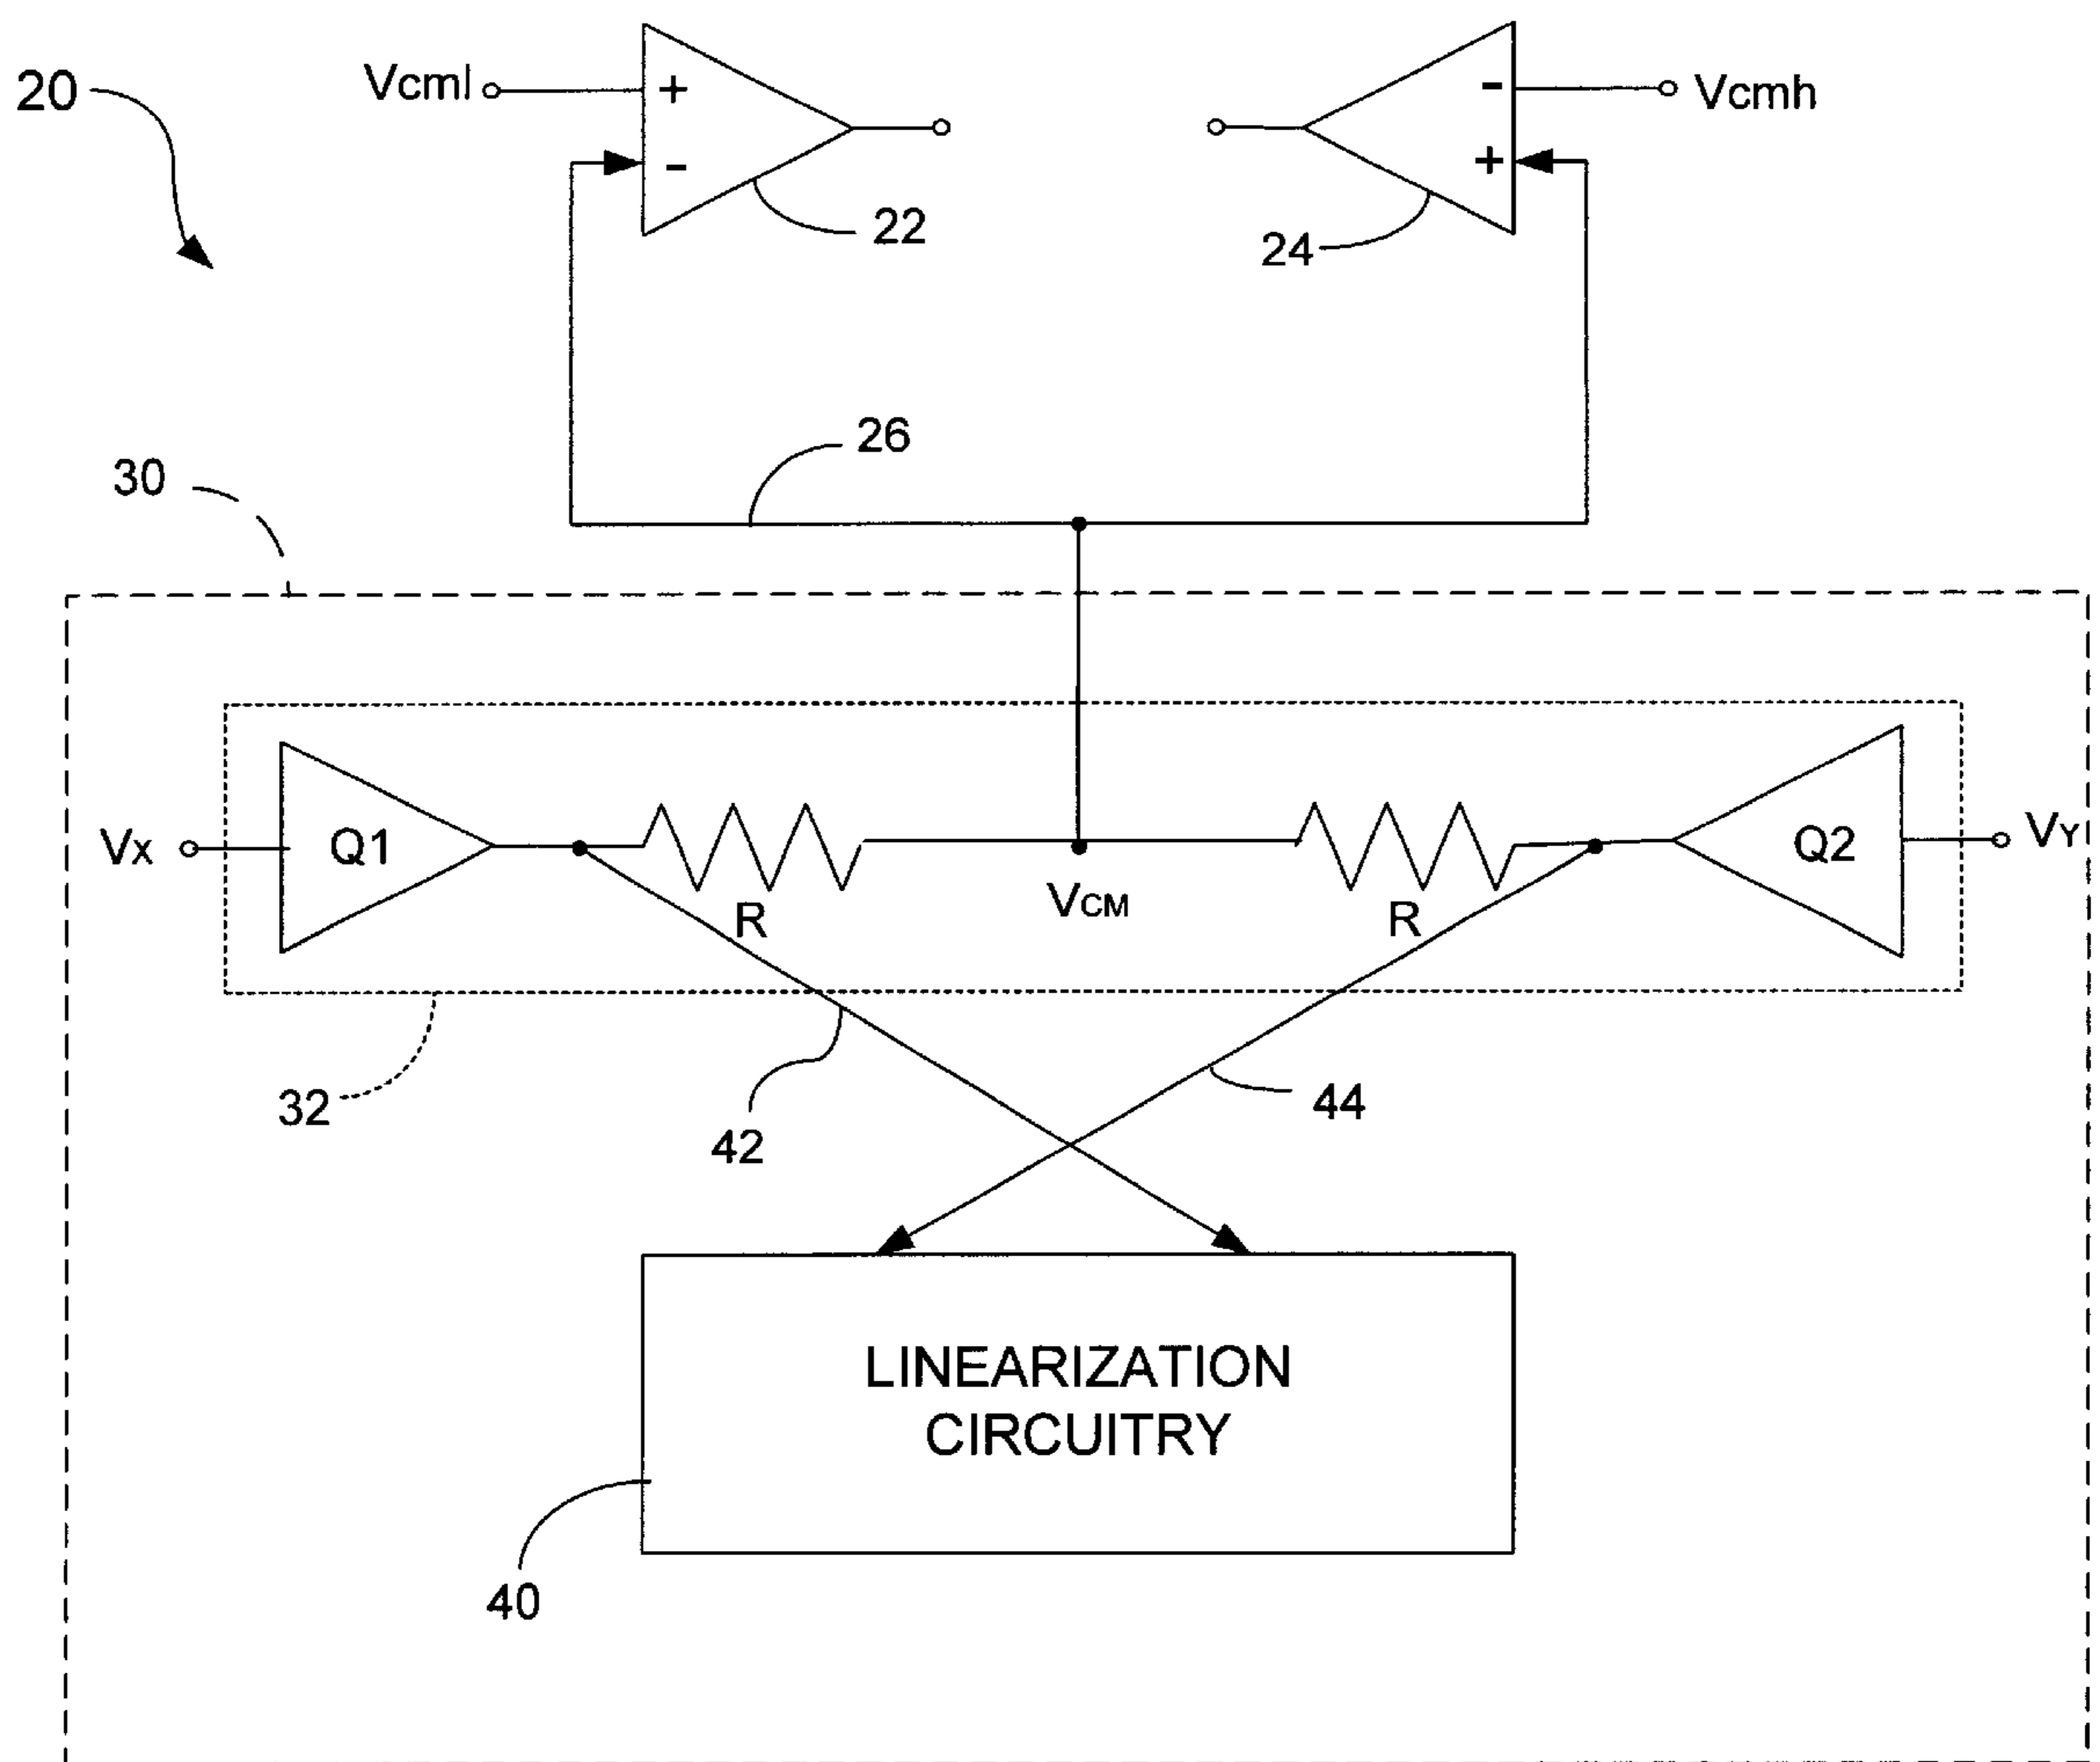 20
Vcml
+
-
22
-
+
Vcmh
24
26
30
VX
Q1
R
VCM
R
Q2
VY
32
42
44
LINEARIZATION
CIRCUITRY
40